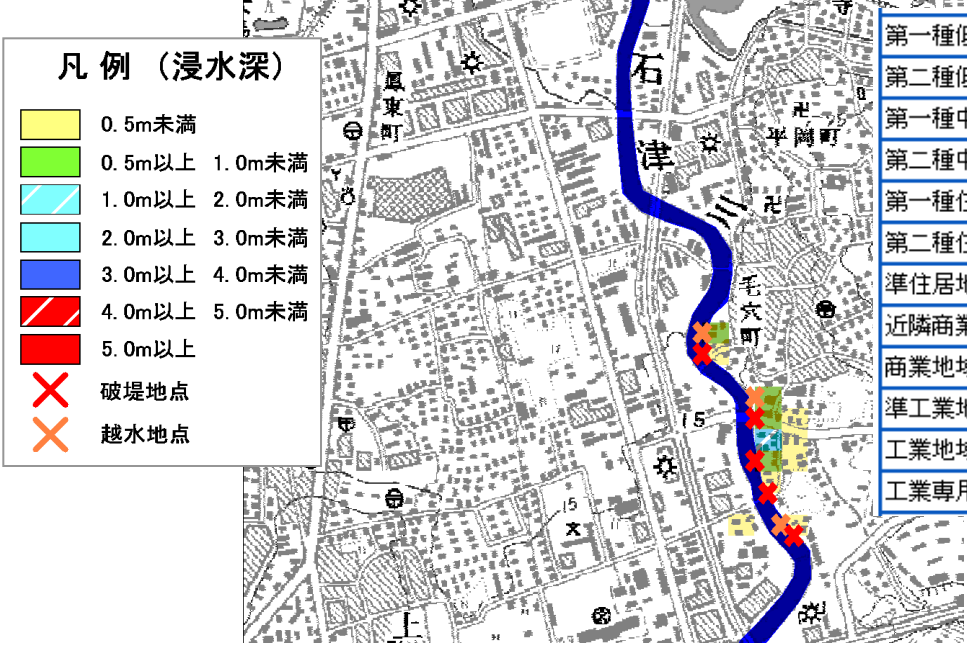 凡 例 (浸水深)
0.5m未満
0.5m以上 1.0m未満
1.0m以上 2.0m未満
2.0m以上 3.0m未満
3.0m以上 4.0m未満
4.0m以上 5.0m未満
5.0m以上
破堤地点
越水地点
鳳東町
石津川
平岡町
毛穴町
15
15
上
第一種
第二種
第一種中
第二種中
第一種住
第二種住
準住居地
近隣商業
商業地域
準工業地
工業地域
工業専用